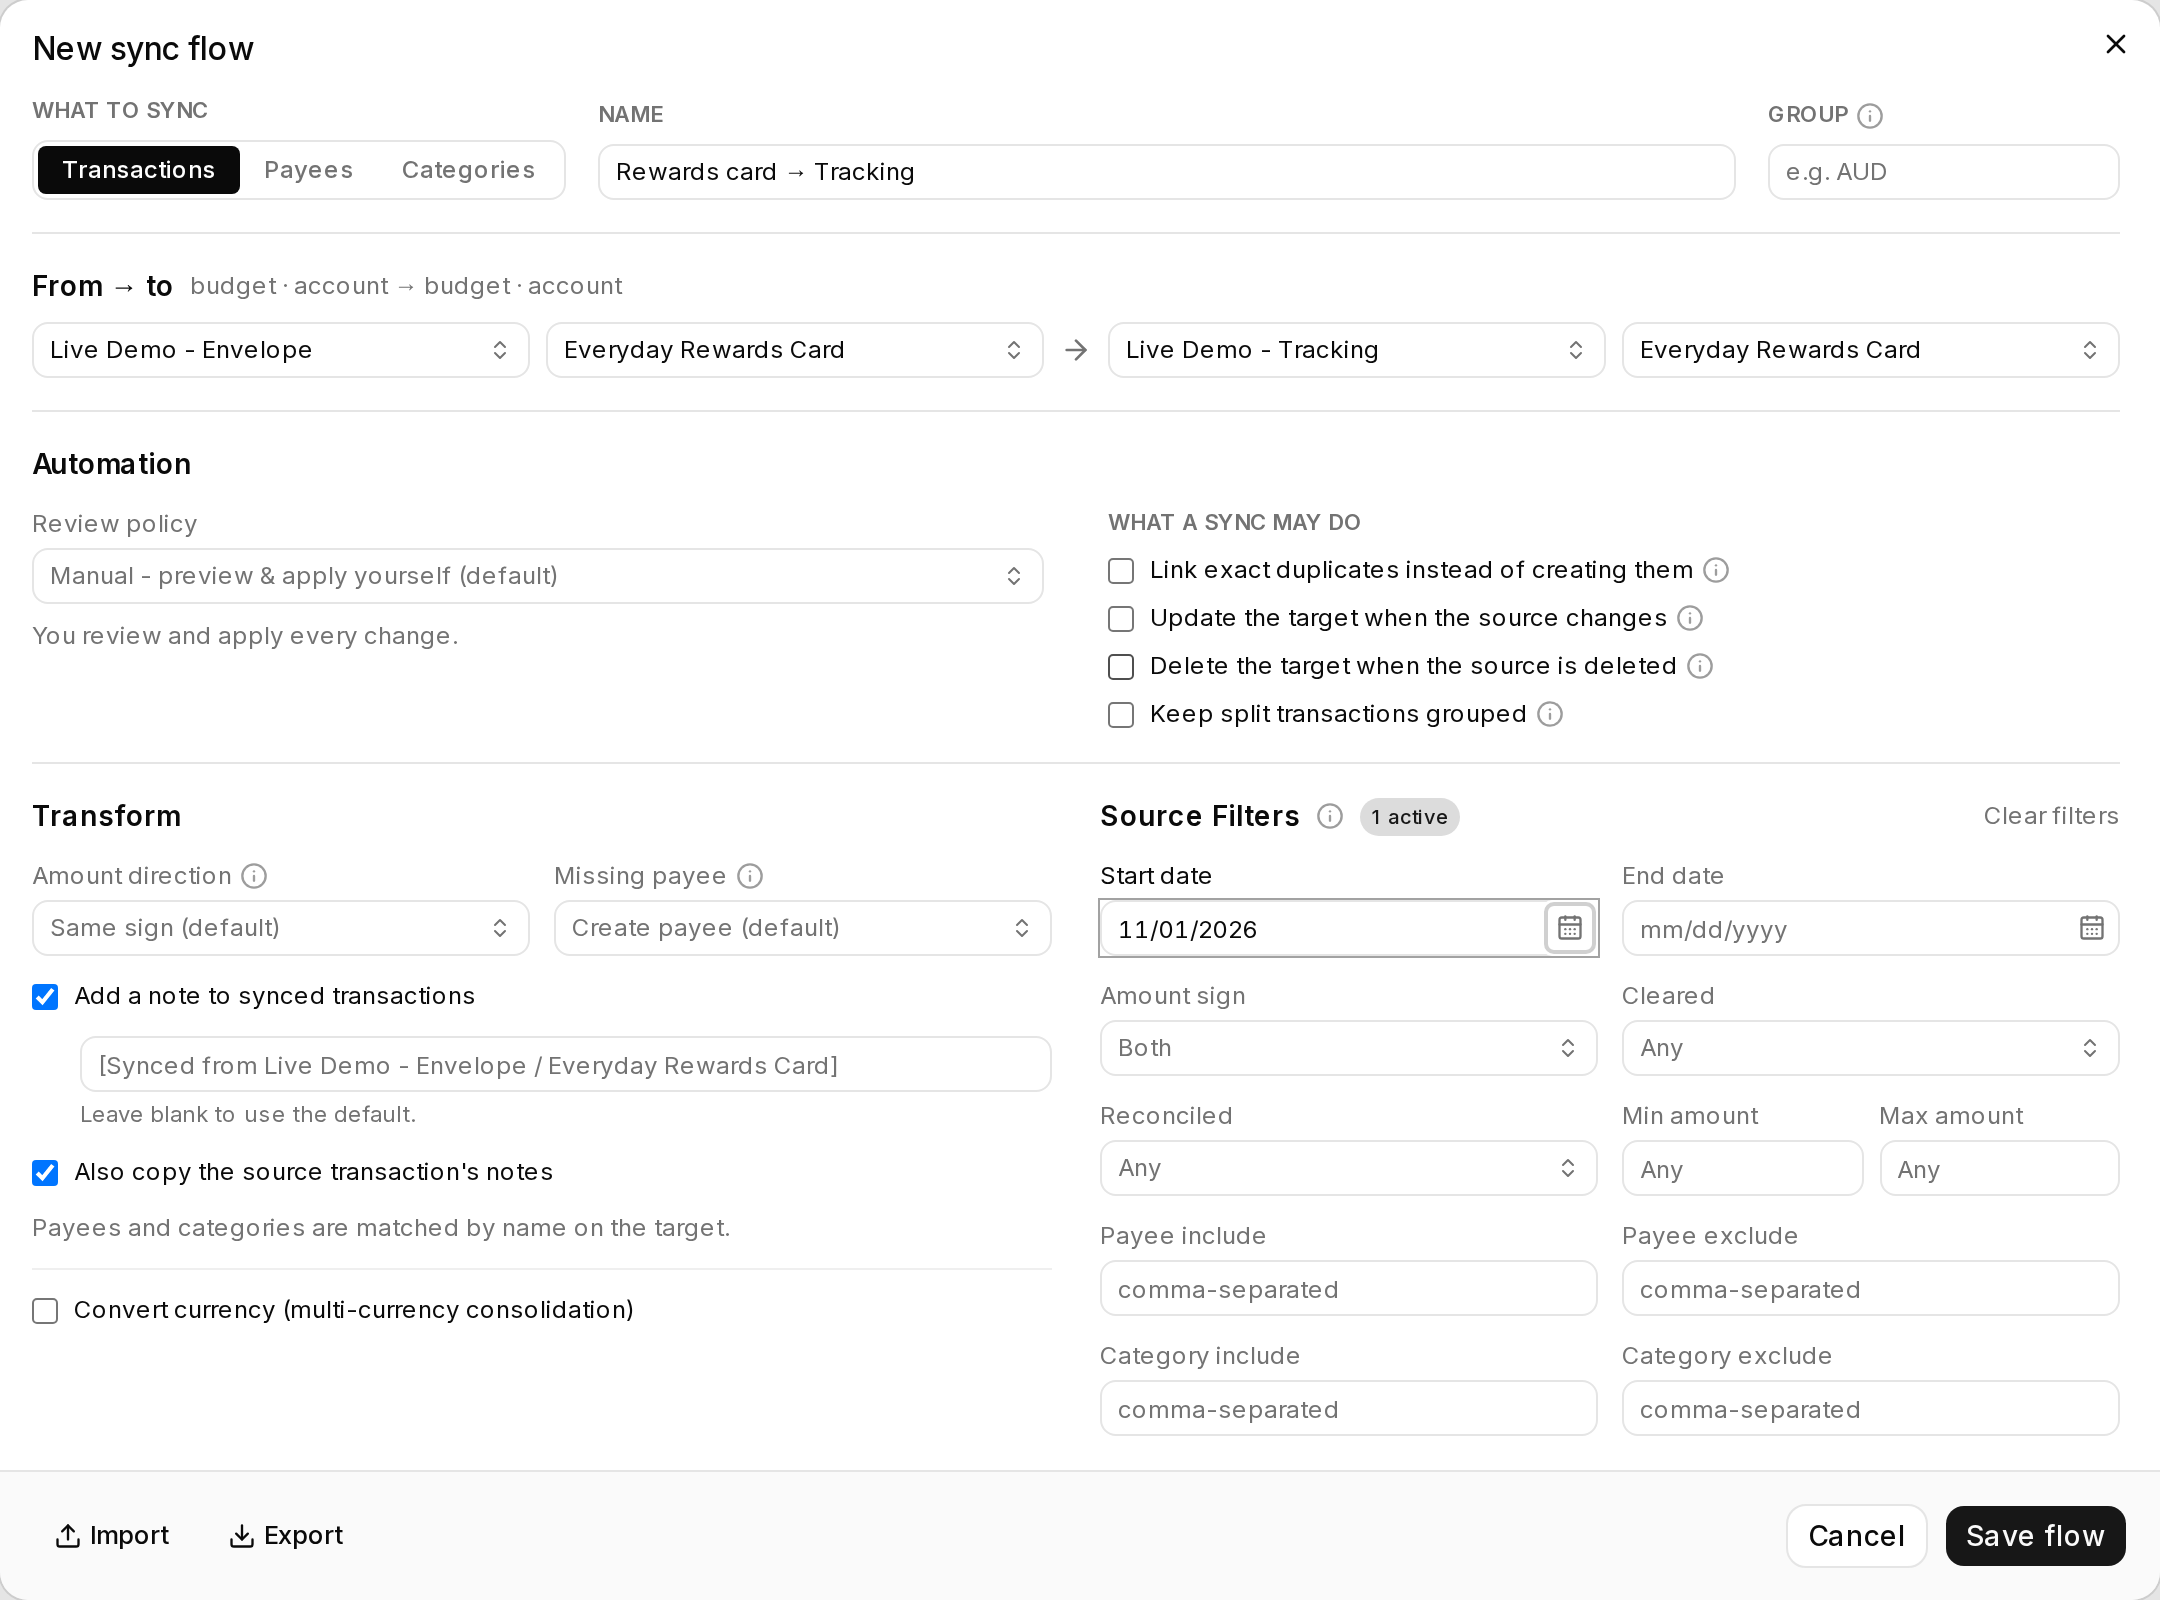 New sync flow
WHAT TO SYNC
NAME
GROUP
Transactions Payees Categories
Rewards card → Tracking
e.g. AUD
From → to budget · account → budget · account
Live Demo - Envelope
Everyday Rewards Card
→
Live Demo - Tracking
Everyday Rewards Card
Automation
Review policy
Manual - preview & apply yourself (default)
You review and apply every change.
WHAT A SYNC MAY DO
Link exact duplicates instead of creating them
Update the target when the source changes
Delete the target when the source is deleted
Keep split transactions grouped
Transform
Amount direction
Missing payee
Same sign (default)
Create payee (default)
Add a note to synced transactions
[Synced from Live Demo - Envelope / Everyday Rewards Card]
Leave blank to use the default.
Also copy the source transaction's notes
Payees and categories are matched by name on the target.
Convert currency (multi-currency consolidation)
Source Filters 1 active Clear filters
Start date
End date
11/01/2026
mm/dd/yyyy
Amount sign
Cleared
Both
Any
Reconciled
Min amount
Max amount
Any
Any
Any
Payee include
Payee exclude
comma-separated
comma-separated
Category include
Category exclude
comma-separated
comma-separated
Import
Export
Cancel
Save flow